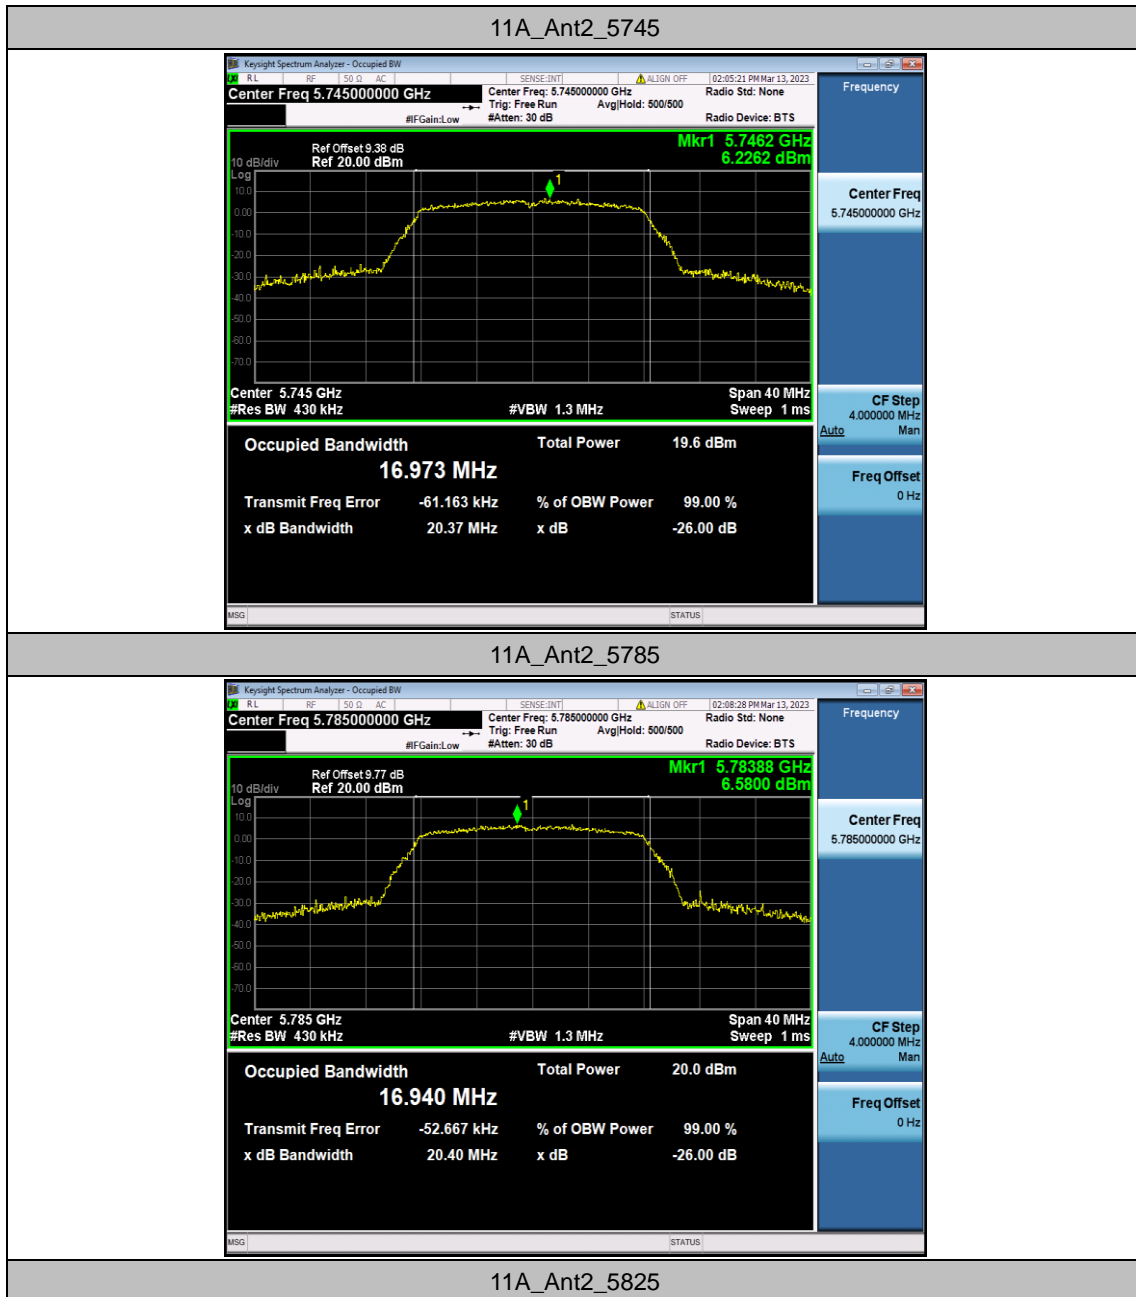 11A_Ant2_5745
Keysight Spectrum Analyzer - Occupied BW
RL RF 50 Ω AC SENSE:INT ALIGN OFF 02:05:21 PM Mar 13, 2023
Center Freq 5.745000000 GHz Center Freq: 5.745000000 GHz Radio Std: None Frequency
Trig: Free Run Avg|Hold: 500/500
#IFGain:Low #Atten: 30 dB Radio Device: BTS
Mkr1 5.7462 GHz
Ref Offset 9.38 dB
10 dB/div Ref 20.00 dBm 6.2262 dBm
Log
1
10.0
0.00
-10.0
-20.0
-30.0
-40.0
-50.0
-60.0
-70.0
Center Freq
5.745000000 GHz
Center 5.745 GHz Span 40 MHz
#Res BW 430 kHz #VBW 1.3 MHz Sweep 1 ms
CF Step
4.000000 MHz
Auto Man
Occupied Bandwidth Total Power 19.6 dBm
16.973 MHz
Freq Offset
0 Hz
Transmit Freq Error -61.163 kHz % of OBW Power 99.00 %
x dB Bandwidth 20.37 MHz x dB -26.00 dB
MSG STATUS
11A_Ant2_5785
Keysight Spectrum Analyzer - Occupied BW
RL RF 50 Ω AC SENSE:INT ALIGN OFF 02:08:28 PM Mar 13, 2023
Center Freq 5.785000000 GHz Center Freq: 5.785000000 GHz Radio Std: None Frequency
Trig: Free Run Avg|Hold: 500/500
#IFGain:Low #Atten: 30 dB Radio Device: BTS
Mkr1 5.78388 GHz
Ref Offset 9.77 dB
10 dB/div Ref 20.00 dBm 6.5800 dBm
Log
1
10.0
0.00
-10.0
-20.0
-30.0
-40.0
-50.0
-60.0
-70.0
Center Freq
5.785000000 GHz
Center 5.785 GHz Span 40 MHz
#Res BW 430 kHz #VBW 1.3 MHz Sweep 1 ms
CF Step
4.000000 MHz
Auto Man
Occupied Bandwidth Total Power 20.0 dBm
16.940 MHz
Freq Offset
0 Hz
Transmit Freq Error -52.667 kHz % of OBW Power 99.00 %
x dB Bandwidth 20.40 MHz x dB -26.00 dB
MSG STATUS
11A_Ant2_5825